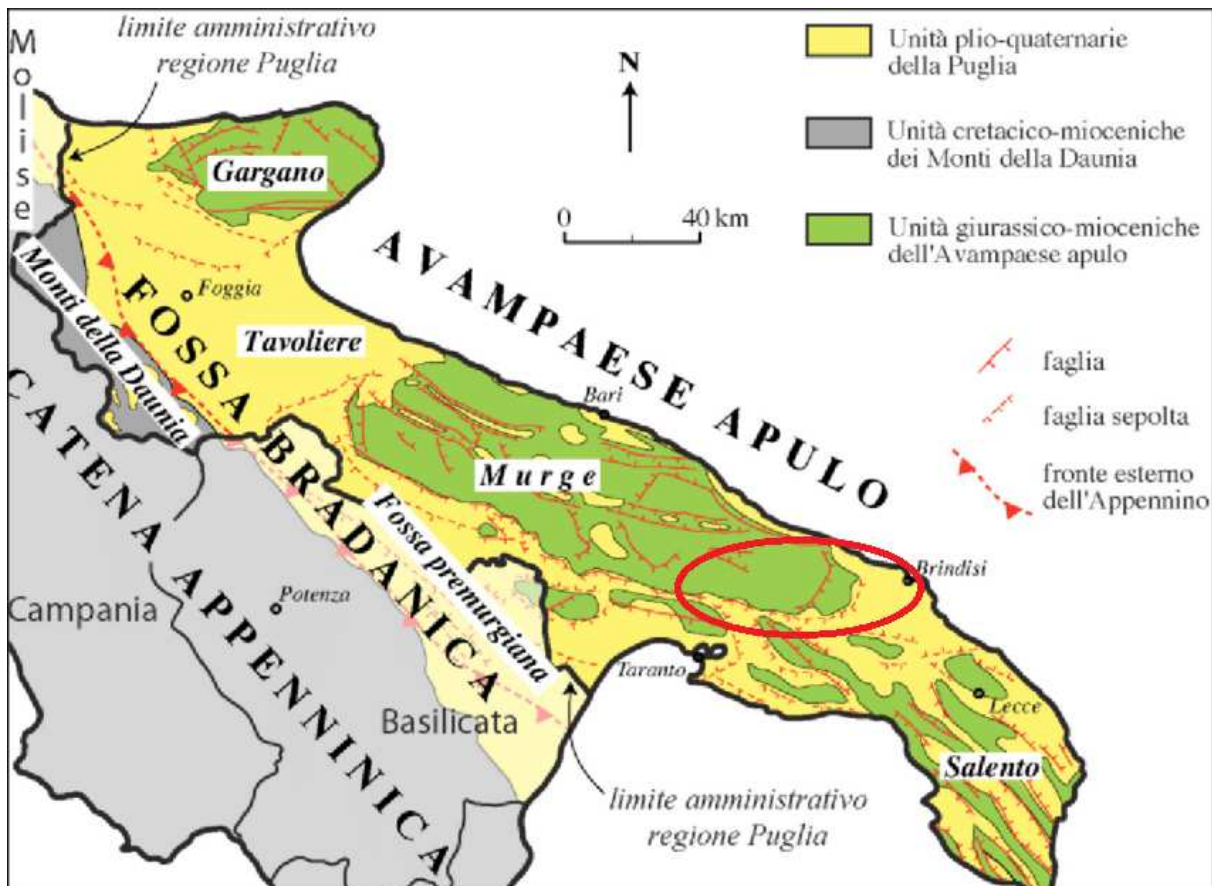 Molise
limite amministrativo
regione Puglia
N
0 40 km
Unità plio-quaternarie
della Puglia
Unità cretacico-mioceniche
dei Monti della Daunia
Unità giurassico-mioceniche
dell'Avampaese apulo
faglia
faglia sepolta
fronte esterno
dell'Appennino
Gargano
Foggia
Tavoliere
Monti della Daunia
FOSSA BRADANICA
AVAMPAESE APULO
Bari
Murge
Fossa premurgiana
CATENA APPENNINICA
Potenza
Campania
Basilicata
Taranto
Brindisi
Lecce
Salento
limite amministrativo
regione Puglia